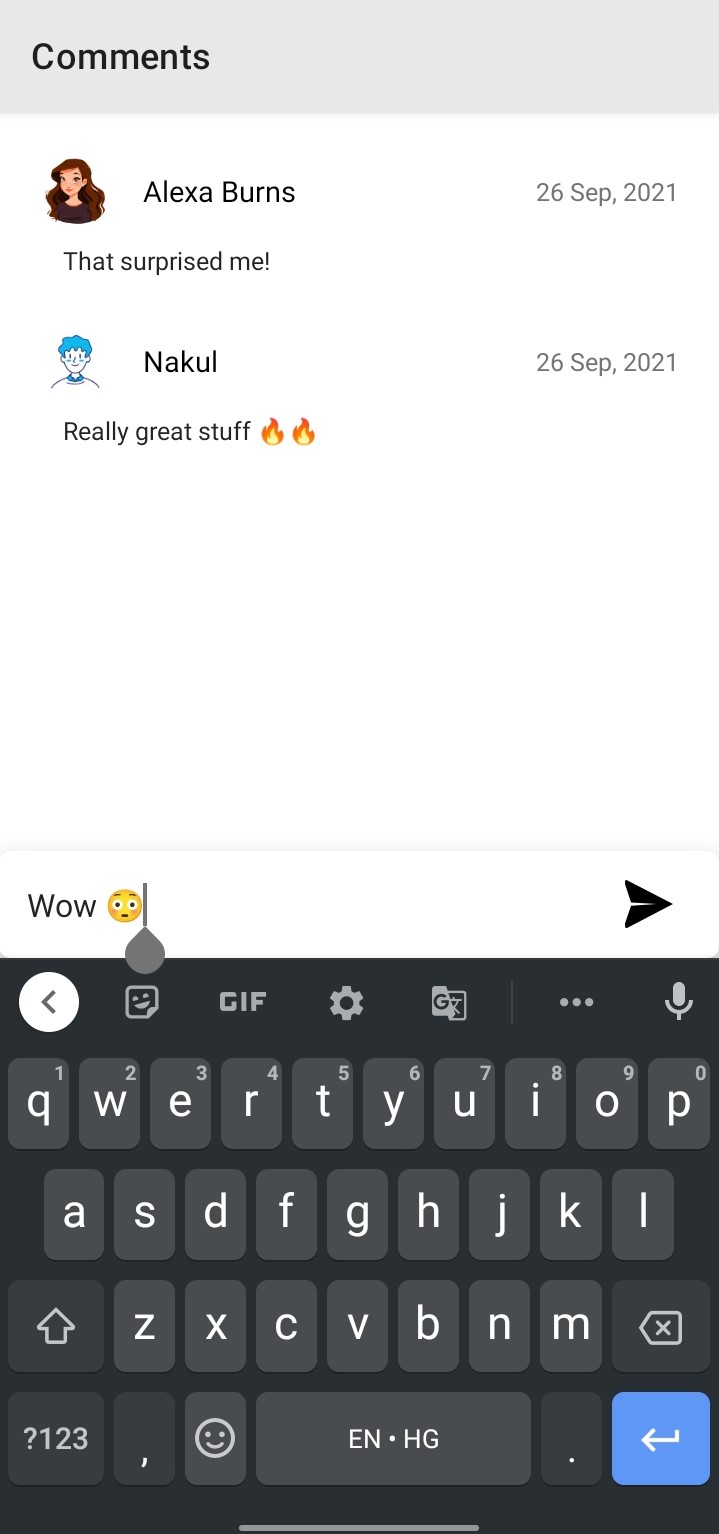 Comments
Alexa Burns 26 Sep, 2021
That surprised me!
Nakul 26 Sep, 2021
Really great stuff 🔥🔥
Wow 😳
GIF
q1 w2 e3 r4 t5 y6 u7 i8 o9 p0
a s d f g h j k l
z x c v b n m
?123 , EN • HG .